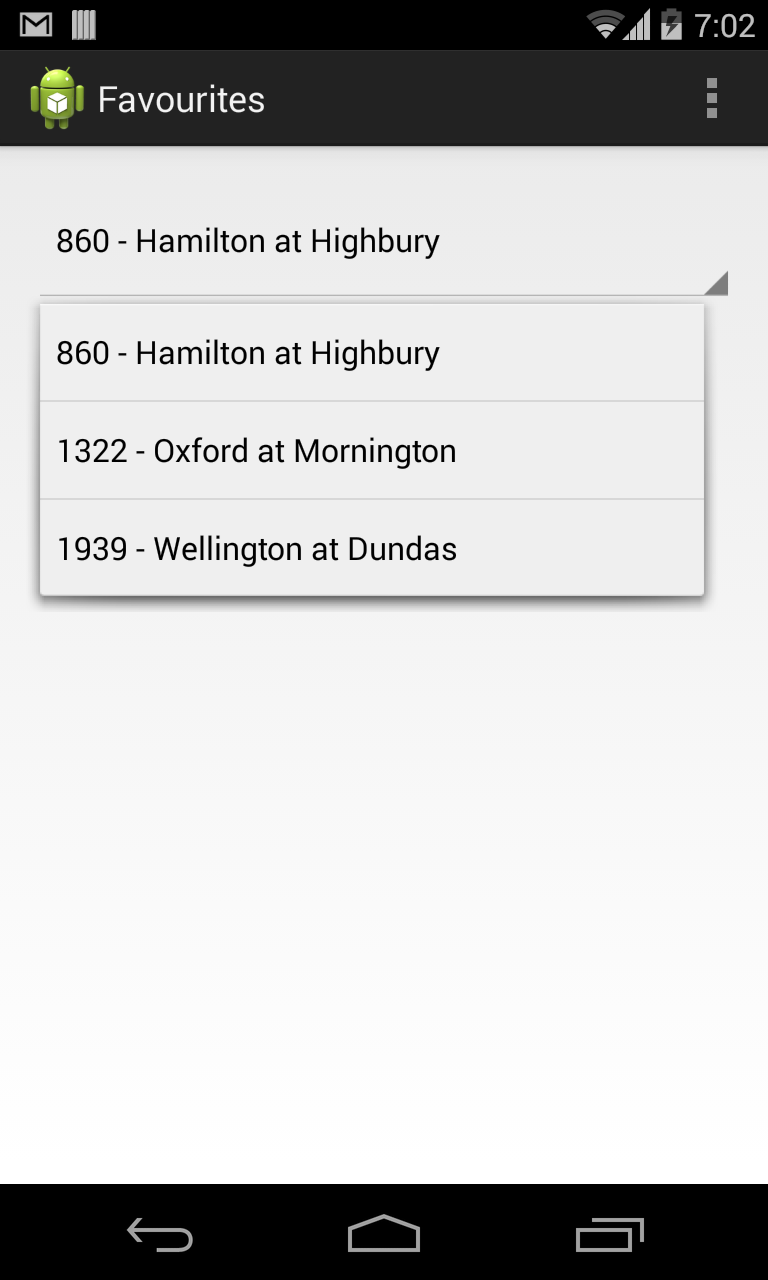 7:02
Favourites
860 - Hamilton at Highbury
860 - Hamilton at Highbury
1322 - Oxford at Mornington
1939 - Wellington at Dundas